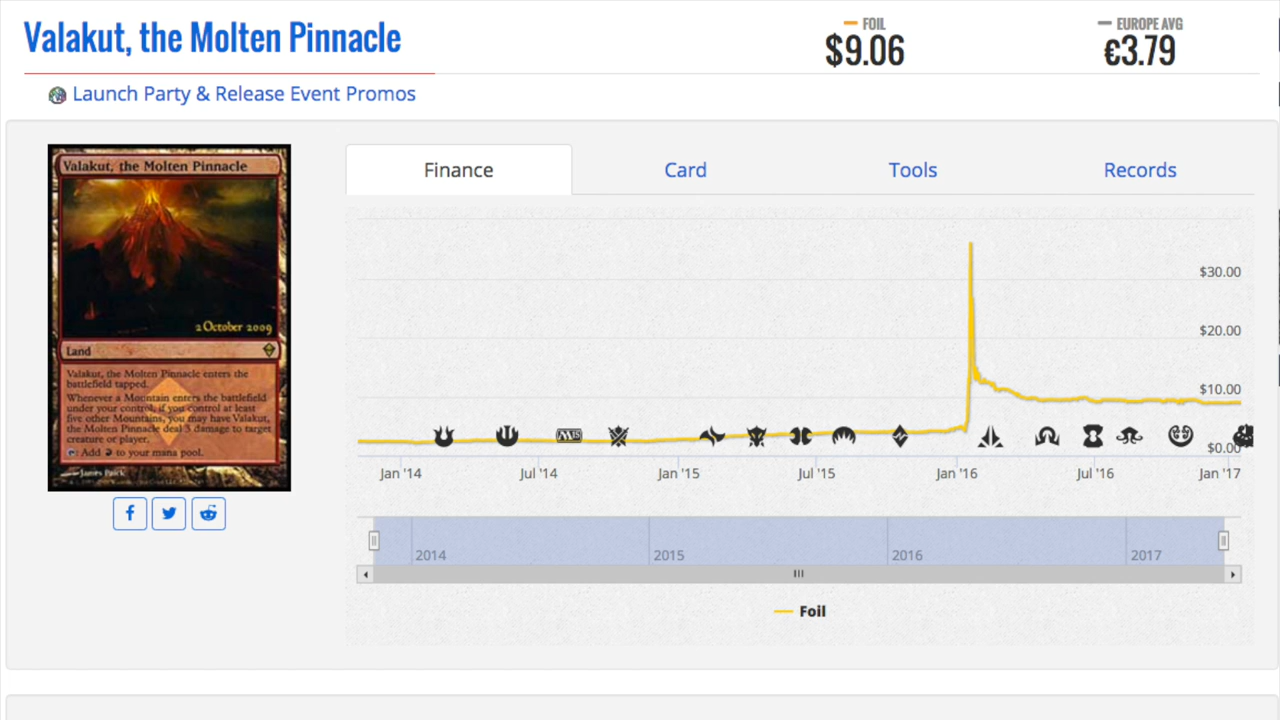 Valakut, the Molten Pinnacle
FOIL
$9.06
EUROPE AVG
€3.79
Launch Party & Release Event Promos
Valakut, the Molten Pinnacle
2 October 2009
Land
Valakut, the Molten Pinnacle enters the
battlefield tapped.
Whenever a Mountain enters the battlefield
under your control, if you control at least
five other Mountains, you may have Valakut,
the Molten Pinnacle deal 3 damage to target
creature or player.
: Add to your mana pool.
Finance
Card
Tools
Records
$30.00
$20.00
$10.00
$0.00
M15
Jan '14
Jul '14
Jan '15
Jul '15
Jan '16
Jul '16
Jan '17
2014
2015
2016
2017
Foil